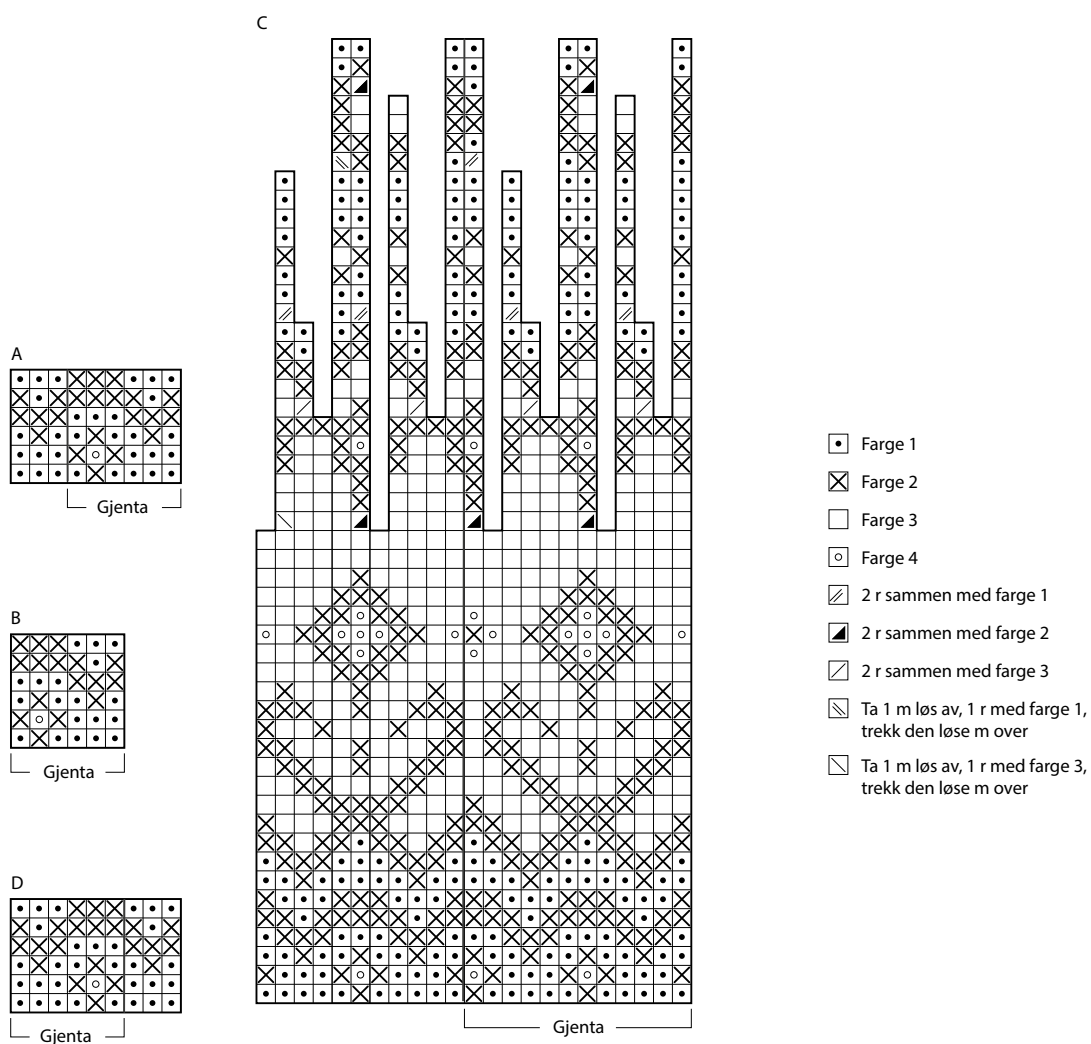 C
A
Gjenta
B
Gjenta
D
Gjenta
Gjenta
Farge 1
Farge 2
Farge 3
Farge 4
2 r sammen med farge 1
2 r sammen med farge 2
2 r sammen med farge 3
Ta 1 m løs av, 1 r med farge 1,
trekk den løse m over
Ta 1 m løs av, 1 r med farge 3,
trekk den løse m over